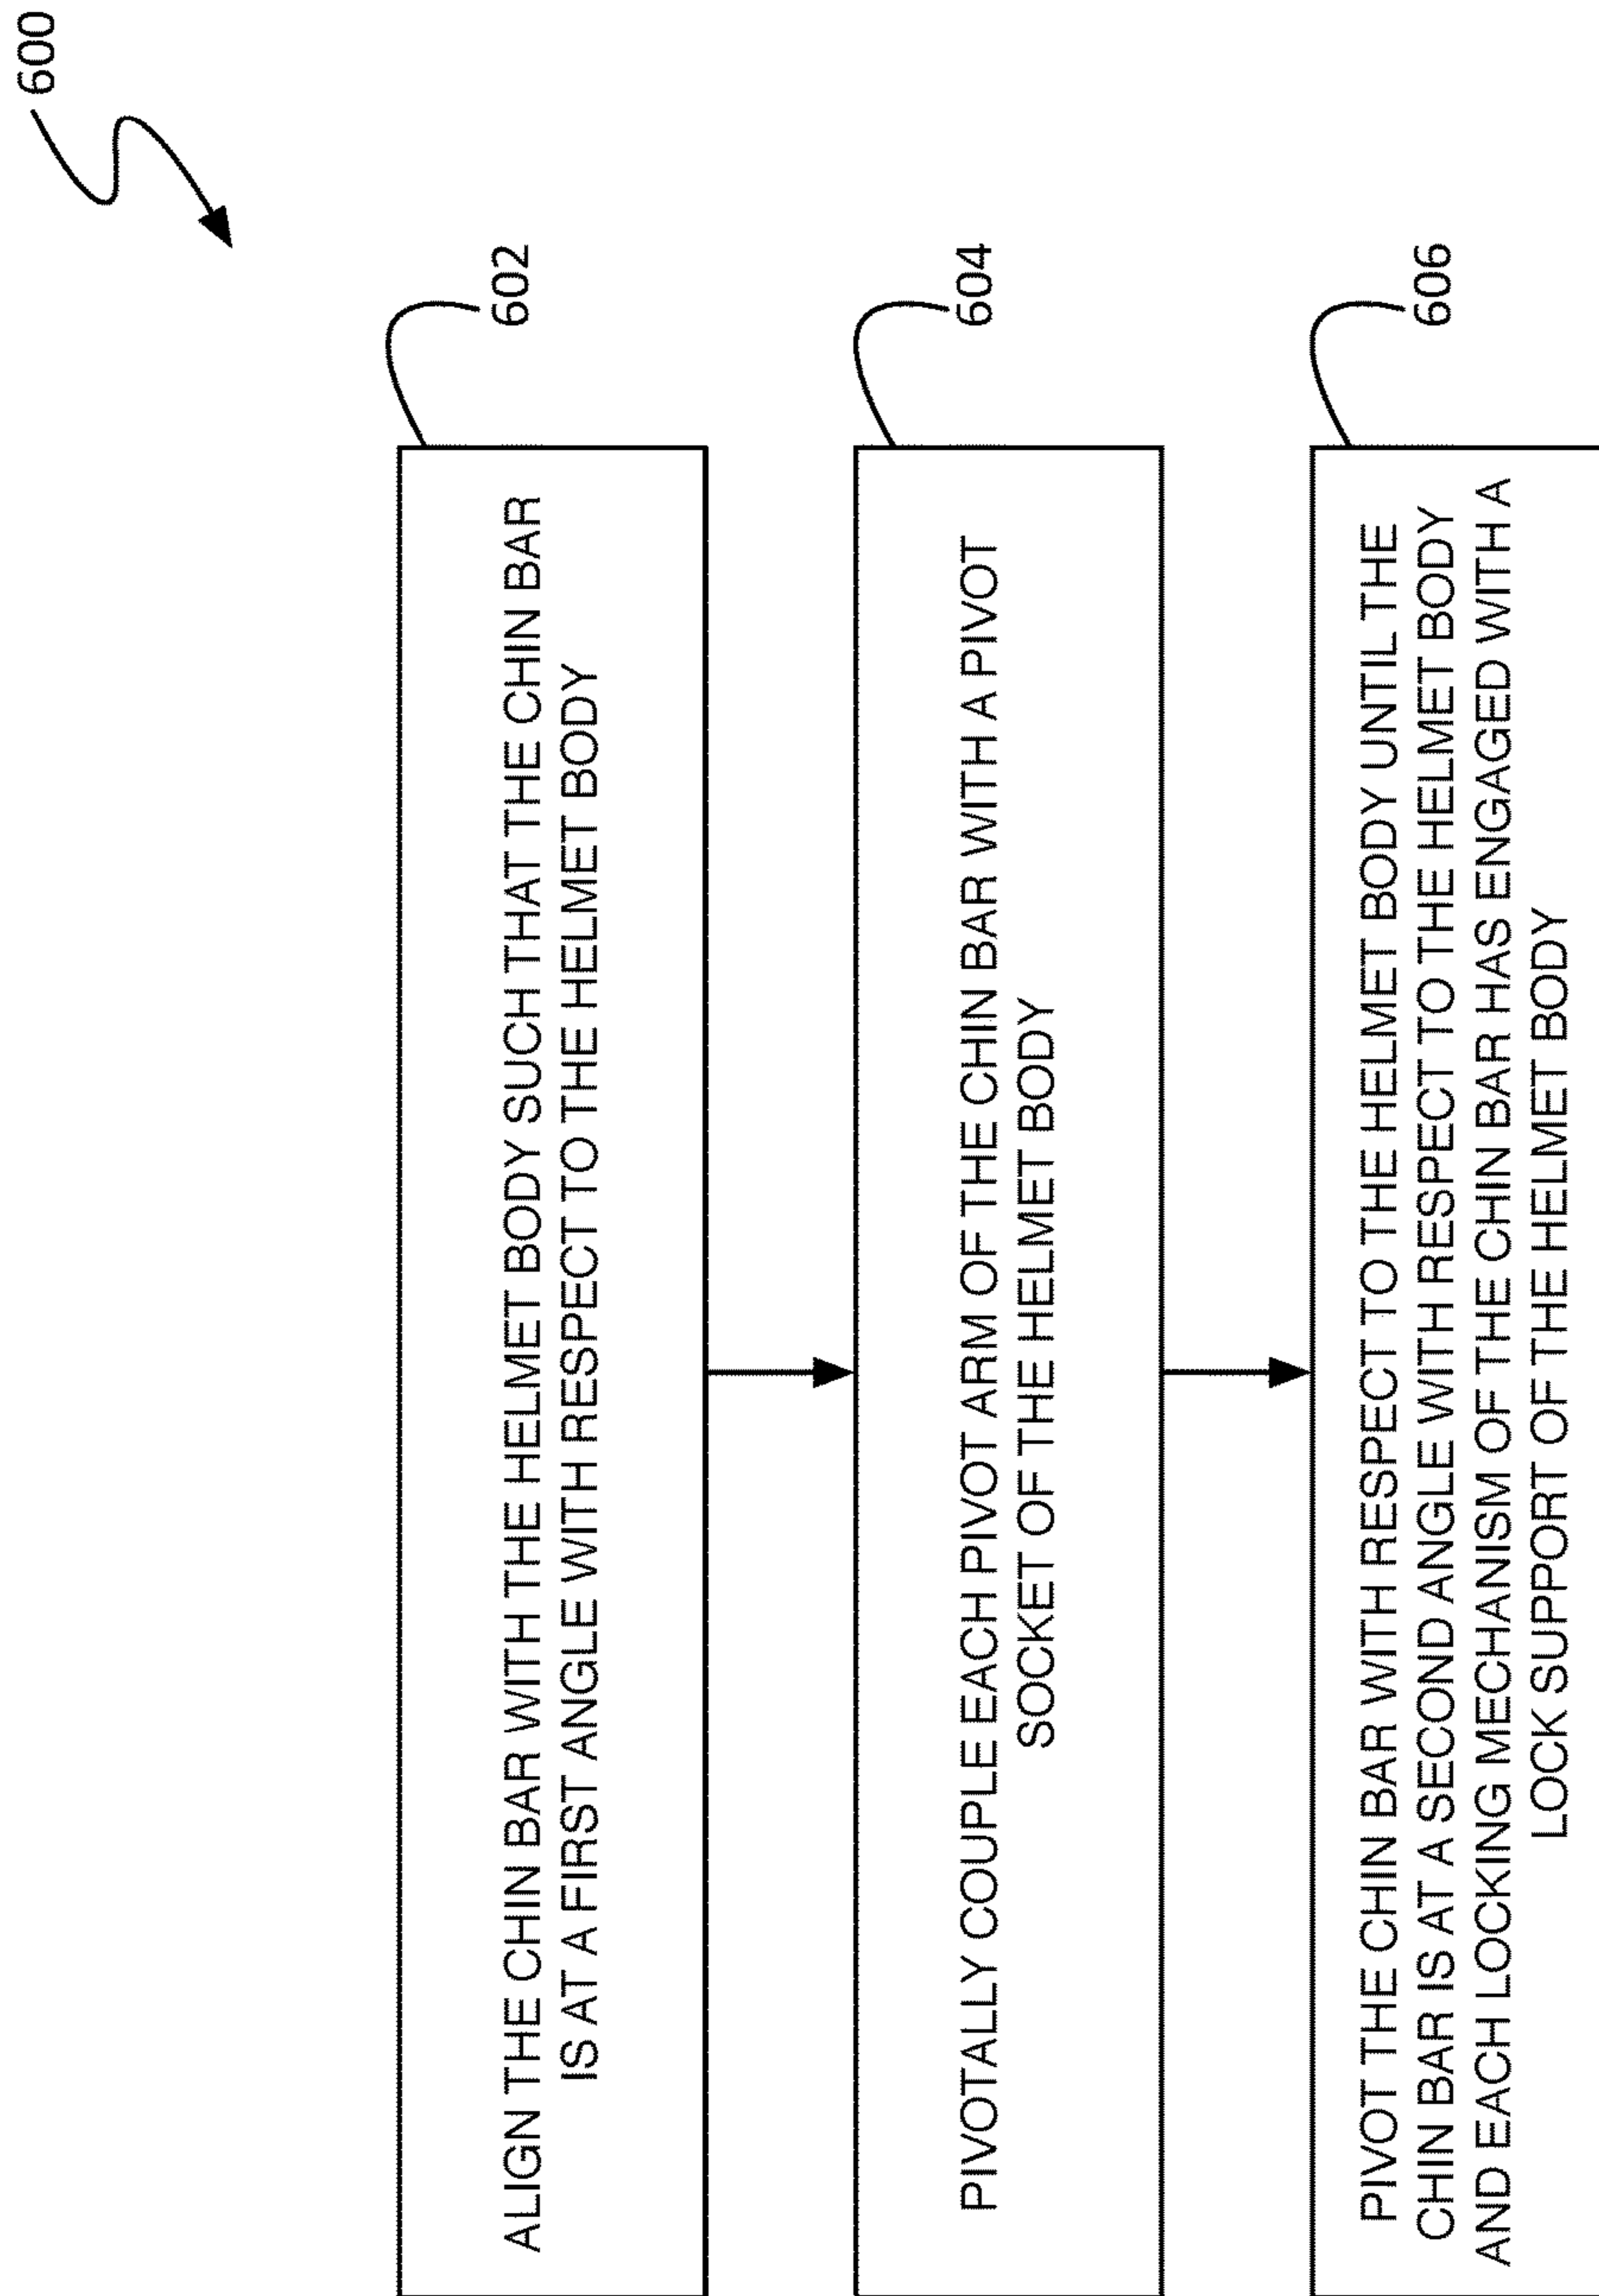 600
602
ALIGN THE CHIN BAR WITH THE HELMET BODY SUCH THAT THE CHIN BAR
IS AT A FIRST ANGLE WITH RESPECT TO THE HELMET BODY
604
PIVOTALLY COUPLE EACH PIVOT ARM OF THE CHIN BAR WITH A PIVOT
SOCKET OF THE HELMET BODY
606
PIVOT THE CHIN BAR WITH RESPECT TO THE HELMET BODY UNTIL THE
CHIN BAR IS AT A SECOND ANGLE WITH RESPECT TO THE HELMET BODY
AND EACH LOCKING MECHANISM OF THE CHIN BAR HAS ENGAGED WITH A
LOCK SUPPORT OF THE HELMET BODY